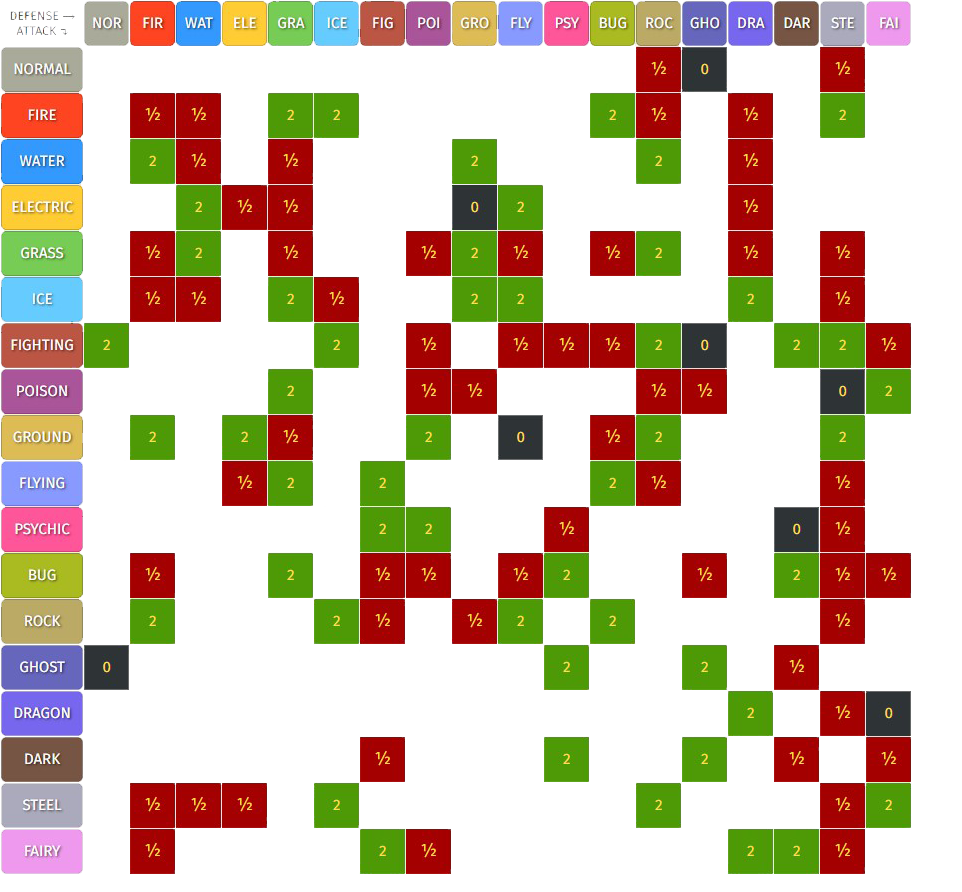 DEFENSE → NOR FIR WAT ELE GRA ICE FIG POI GRO FLY PSY BUG ROC GHO DRA DAR STE FAI
ATTACK ↴
NORMAL ½ 0 ½
FIRE ½ ½ 2 2 2 ½ ½ 2
WATER 2 ½ ½ 2 2 ½
ELECTRIC 2 ½ ½ 0 2 ½
GRASS ½ 2 ½ ½ 2 ½ ½ 2 ½ ½
ICE ½ ½ 2 ½ 2 2 2 ½
FIGHTING 2 2 ½ ½ ½ ½ 2 0 2 2 ½
POISON 2 ½ ½ ½ ½ 0 2
GROUND 2 2 ½ 2 0 ½ 2 2
FLYING ½ 2 2 2 ½ ½
PSYCHIC 2 2 ½ 0 ½
BUG ½ 2 ½ ½ ½ 2 ½ 2 ½ ½
ROCK 2 2 ½ ½ 2 2 ½
GHOST 0 2 2 ½
DRAGON 2 ½ 0
DARK ½ 2 2 ½ ½
STEEL ½ ½ ½ 2 2 ½ 2
FAIRY ½ 2 ½ 2 2 ½